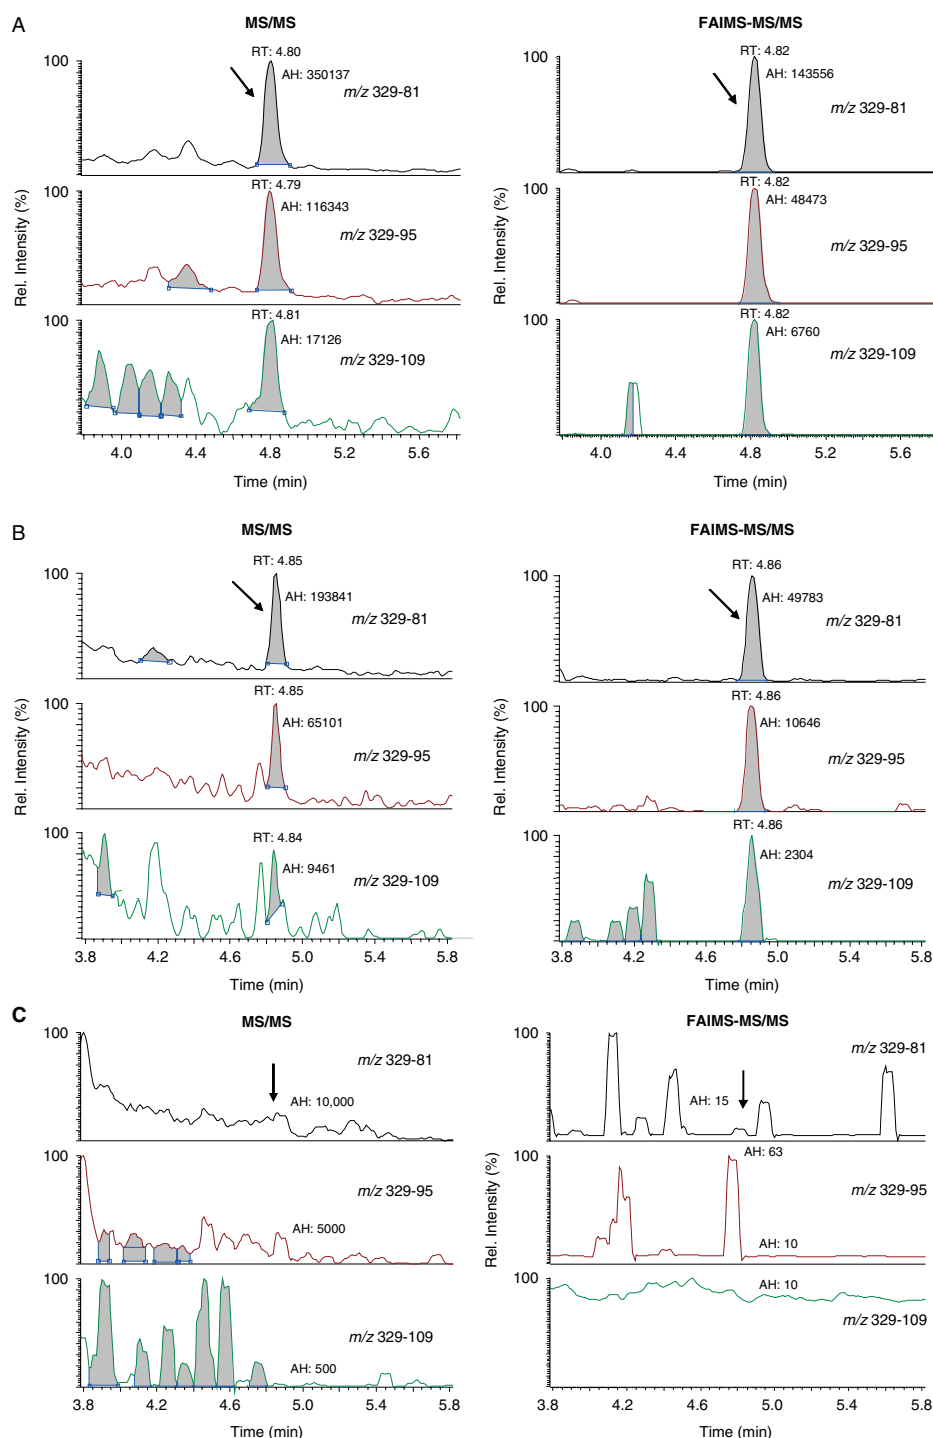 A
MS/MS
FAIMS-MS/MS
RT: 4.80
100
AH: 350137
m/z 329-81
RT: 4.82
100
AH: 143556
m/z 329-81
Rel. Intensity (%)
100
RT: 4.79
AH: 116343
m/z 329-95
Rel. Intensity (%)
100
RT: 4.82
AH: 48473
m/z 329-95
100
RT: 4.81
AH: 17126
m/z 329-109
100
RT: 4.82
AH: 6760
m/z 329-109
4.0 4.4 4.8 5.2 5.6
Time (min)
4.0 4.4 4.8 5.2 5.6
Time (min)
B
MS/MS
FAIMS-MS/MS
RT: 4.85
100
AH: 193841
m/z 329-81
RT: 4.86
100
AH: 49783
m/z 329-81
Rel. Intensity (%)
RT: 4.85
100
AH: 65101
m/z 329-95
Rel. Intensity (%)
RT: 4.86
100
AH: 10646
m/z 329-95
RT: 4.84
100
AH: 9461
m/z 329-109
RT: 4.86
100
AH: 2304
m/z 329-109
3.8 4.2 4.6 5.0 5.4 5.8
Time (min)
3.8 4.2 4.6 5.0 5.4 5.8
Time (min)
C
MS/MS
FAIMS-MS/MS
100
m/z 329-81
AH: 10,000
100
m/z 329-81
AH: 15
Rel. Intensity (%)
100
m/z 329-95
AH: 5000
100
AH: 63
m/z 329-95
AH: 10
100
m/z 329-109
AH: 500
100
AH: 10
m/z 329-109
3.8 4.2 4.6 5.0 5.4 5.8
Time (min)
3.8 4.2 4.6 5.0 5.4 5.8
Time (min)